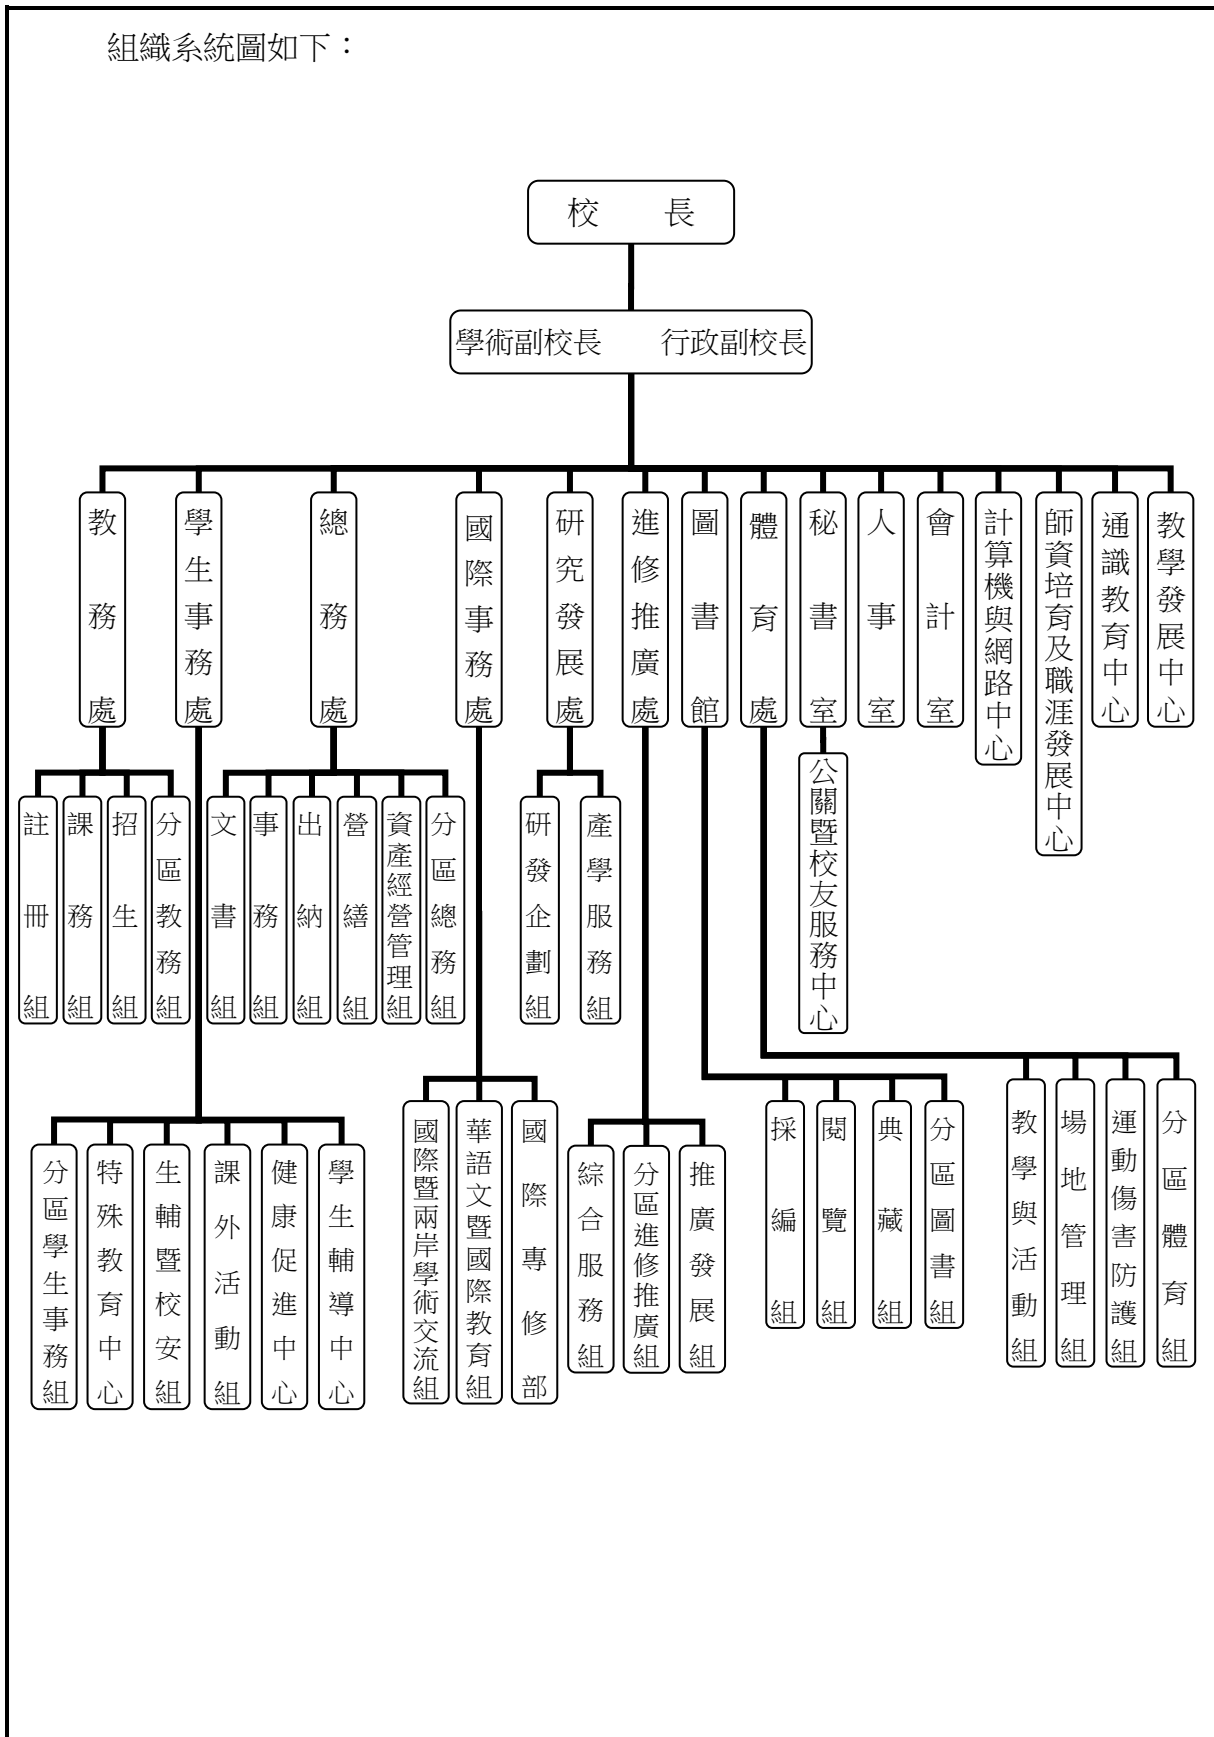 組織系統圖如下：
校長
學術副校長 行政副校長
教務處
學生事務處
總務處
國際事務處
研究發展處
進修推廣處
圖書館
體育處
秘書室
人事室
會計室
計算機與網路中心
師資培育及職涯發展中心
通識教育中心
教學發展中心
註冊組
課務組
招生組
分區教務組
文書組
事務組
出納組
營繕組
資產經營管理組
分區總務組
研發企劃組
產學服務組
公關暨校友服務中心
分區學生事務組
特殊教育中心
生輔暨校安組
課外活動組
健康促進中心
學生輔導中心
國際暨兩岸學術交流組
華語文暨國際教育組
國際專修部
綜合服務組
分區進修推廣組
推廣發展組
採編組
閱覽組
典藏組
分區圖書組
教學與活動組
場地管理組
運動傷害防護組
分區體育組